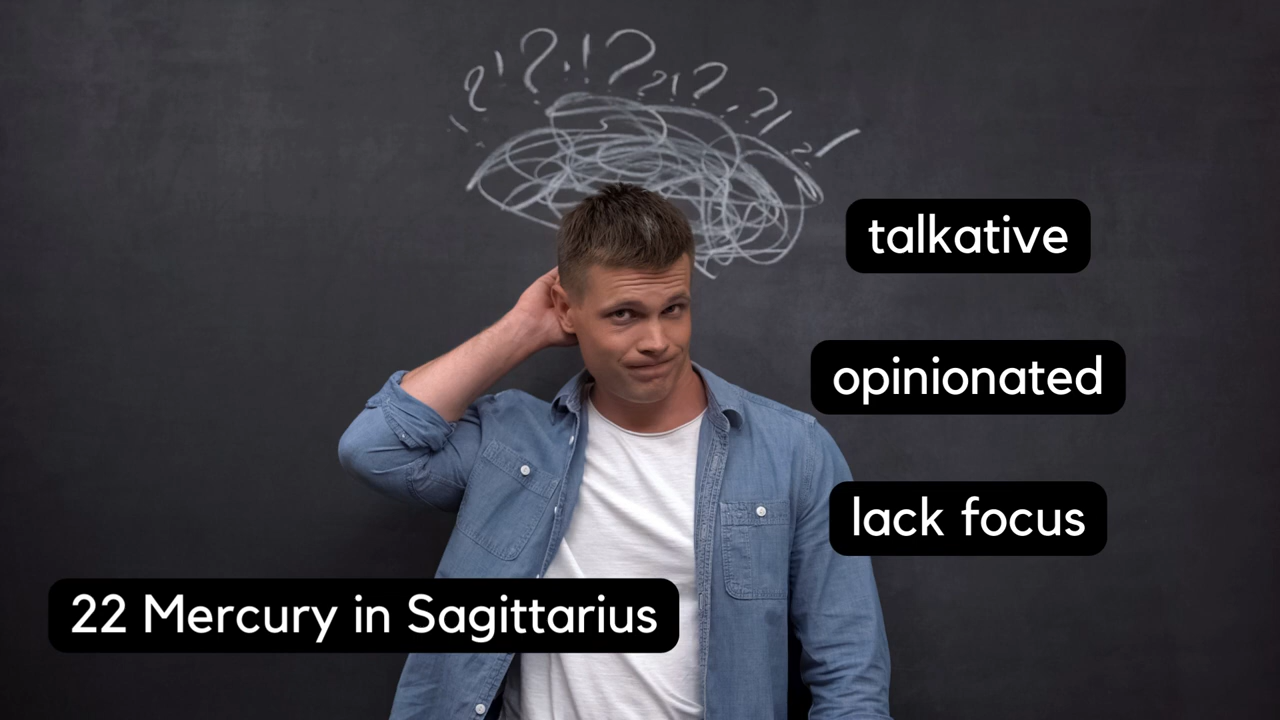 ? ! ? ! ? ? ! ? ? ! ? !
talkative
opinionated
lack focus
22 Mercury in Sagittarius